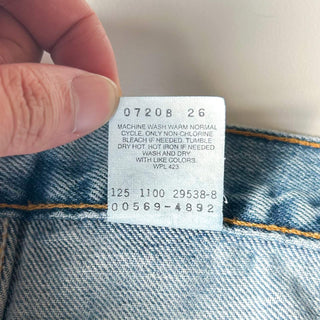 07208 26
MACHINE WASH WARM NORMAL
CYCLE. ONLY NON-CHLORINE
BLEACH IF NEEDED. TUMBLE
DRY HOT. HOT IRON IF NEEDED.
WASH AND DRY
WITH LIKE COLORS.
WPL 423
125 1100 29538-8
00569-4892